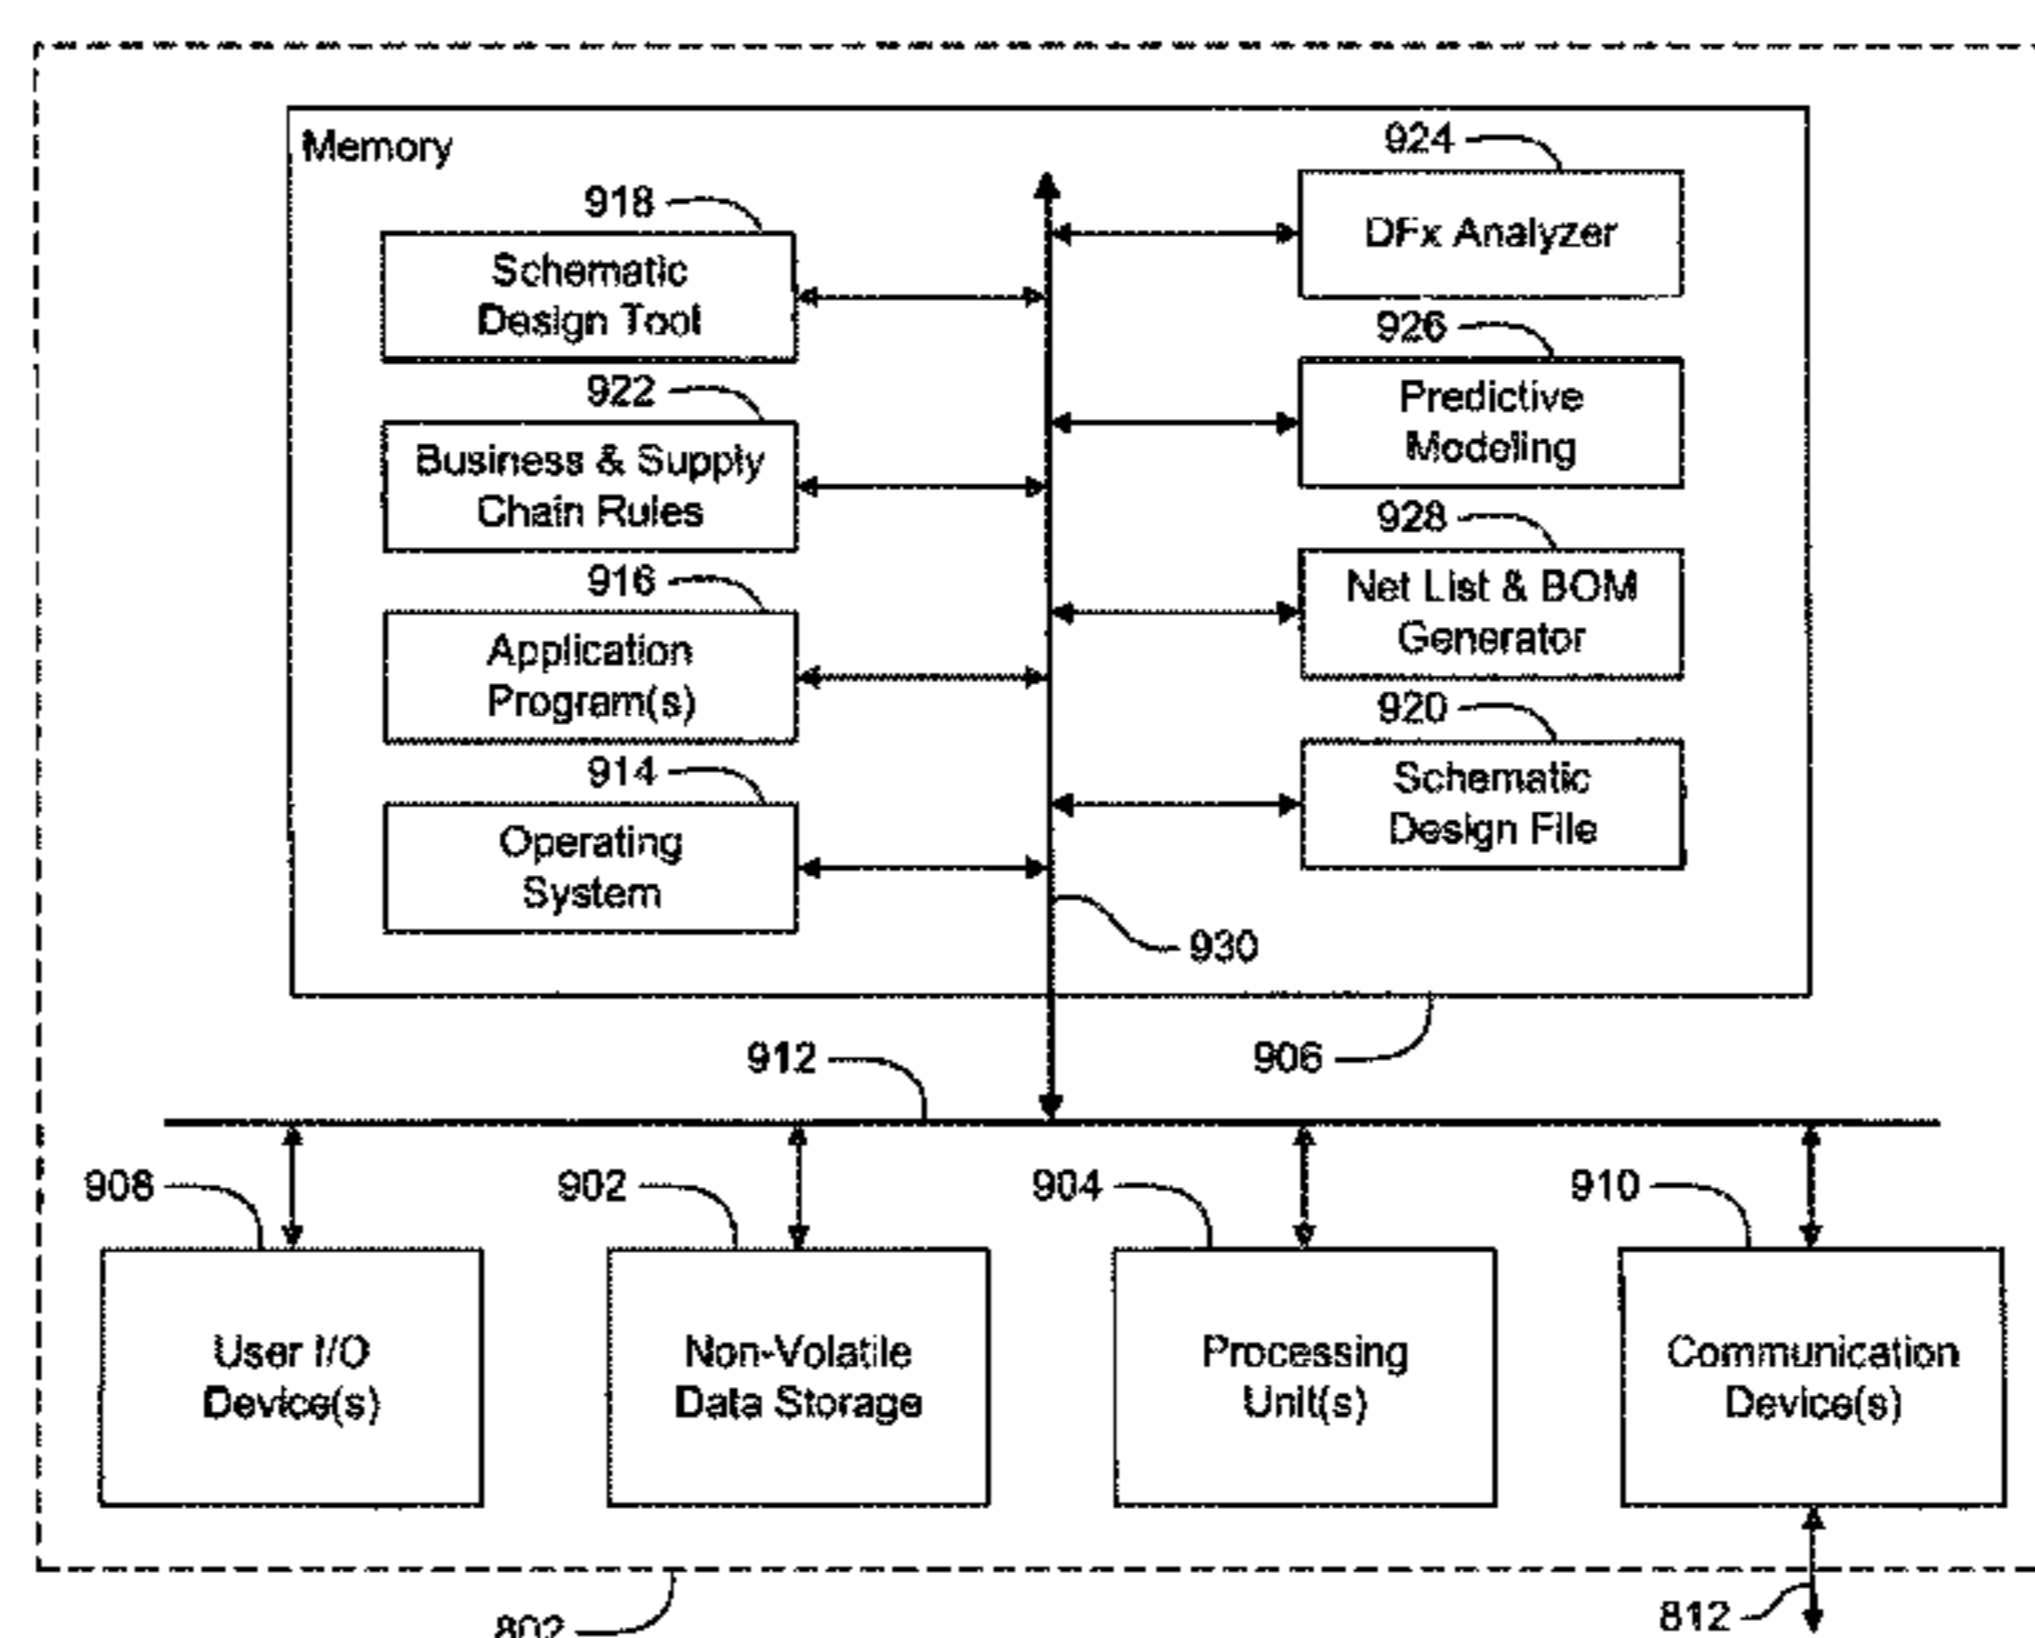 Memory
924
DFx Analyzer
918
Schematic
Design Tool
926
Predictive
Modeling
922
Business & Supply
Chain Rules
928
Net List & BOM
Generator
916
Application
Program(s)
920
Schematic
Design File
914
Operating
System
930
912
906
908
902
904
910
User I/O
Device(s)
Non-Volatile
Data Storage
Processing
Unit(s)
Communication
Device(s)
802
812